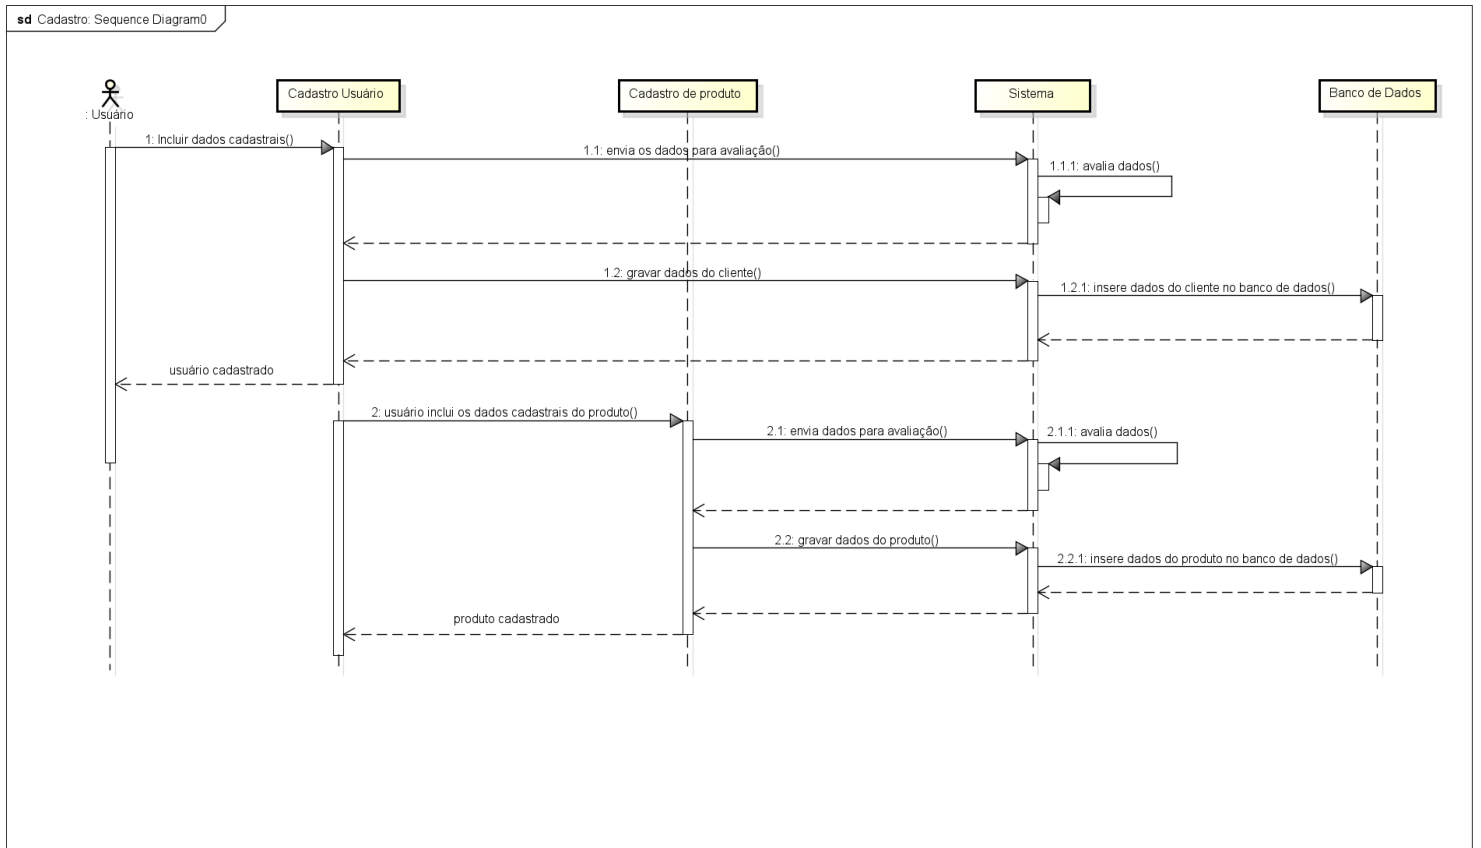 sd Cadastro: Sequence Diagram0
: Usuário
Cadastro Usuário
Cadastro de produto
Sistema
Banco de Dados
1: Incluir dados cadastrais()
1.1: envia os dados para avaliação()
1.1.1: avalia dados()
1.2: gravar dados do cliente()
1.2.1: insere dados do cliente no banco de dados()
usuário cadastrado
2: usuário inclui os dados cadastrais do produto()
2.1: envia dados para avaliação()
2.1.1: avalia dados()
2.2: gravar dados do produto()
2.2.1: insere dados do produto no banco de dados()
produto cadastrado